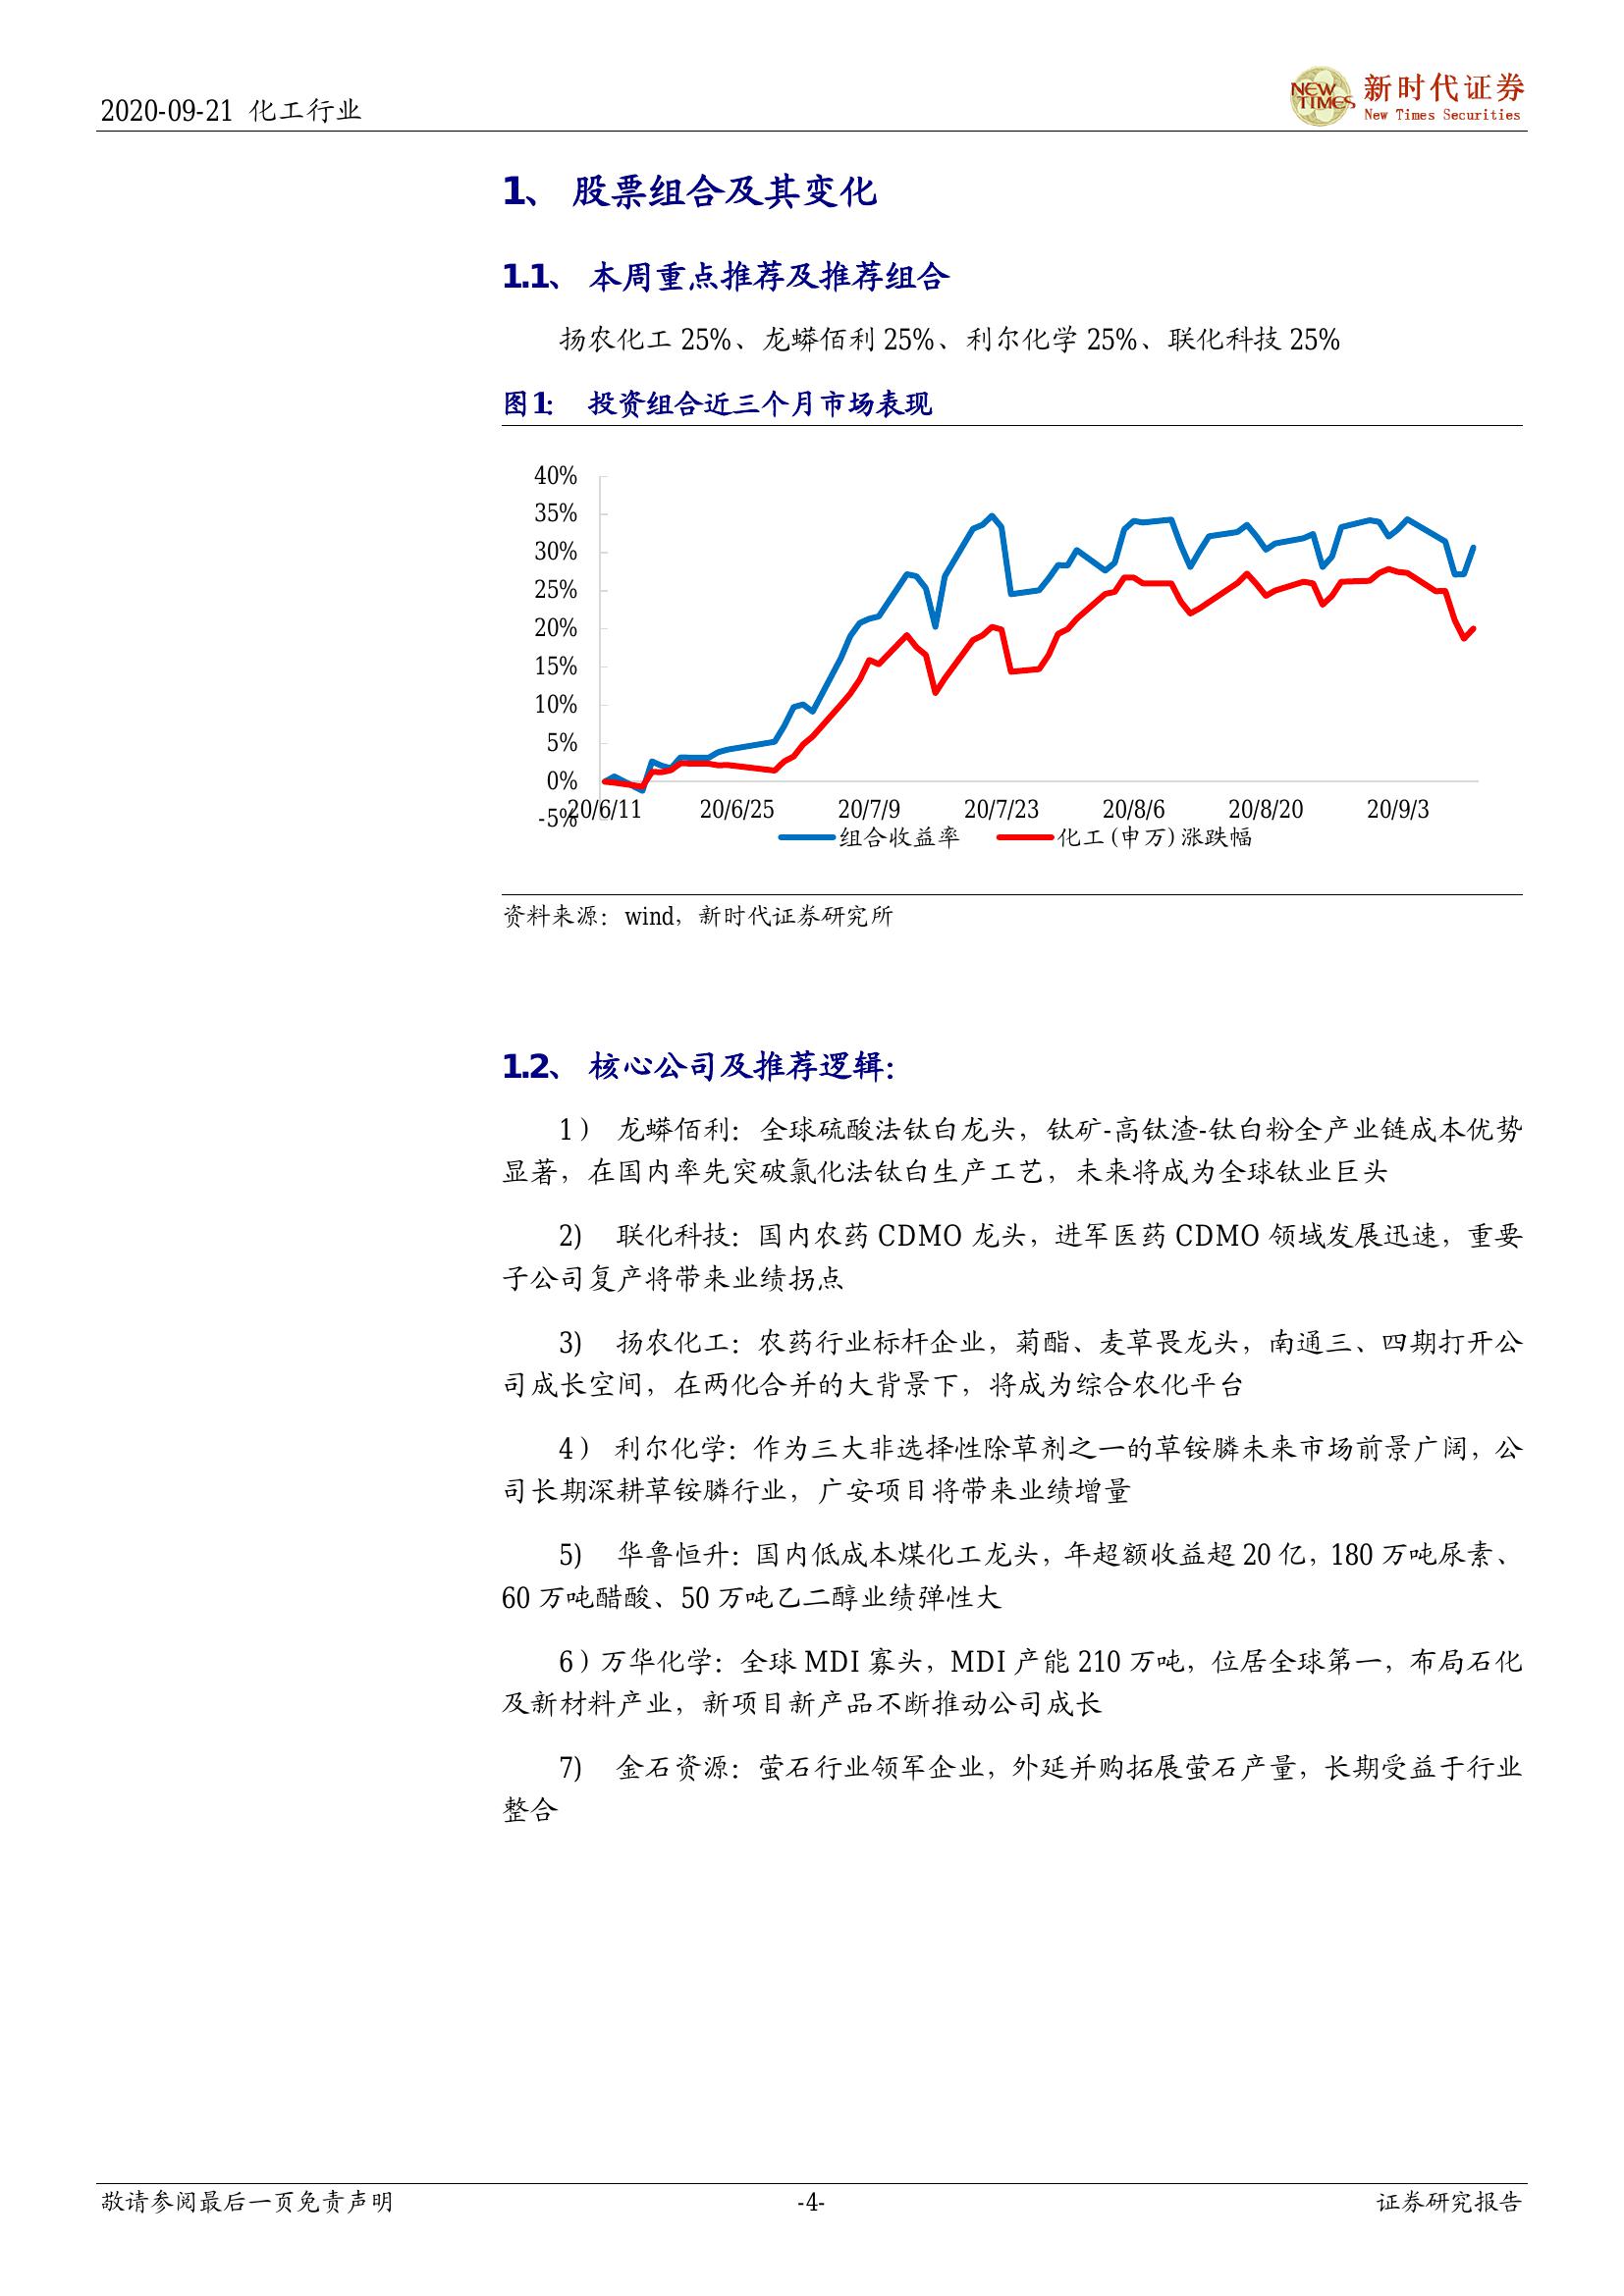 2020-09-21 化工行业
NEW TIMES
新时代证券
New Times Securities
1、 股票组合及其变化
1.1、 本周重点推荐及推荐组合
扬农化工 25%、龙蟒佰利 25%、利尔化学 25%、联化科技 25%
图 1： 投资组合近三个月市场表现
40%
35%
30%
25%
20%
15%
10%
5%
0%
-5%
20/6/11 20/6/25 20/7/9 20/7/23 20/8/6 20/8/20 20/9/3
组合收益率 化工(申万)涨跌幅
资料来源：wind，新时代证券研究所
1.2、 核心公司及推荐逻辑：
1） 龙蟒佰利：全球硫酸法钛白龙头，钛矿-高钛渣-钛白粉全产业链成本优势
显著，在国内率先突破氯化法钛白生产工艺，未来将成为全球钛业巨头
2) 联化科技：国内农药 CDMO 龙头，进军医药 CDMO 领域发展迅速，重要
子公司复产将带来业绩拐点
3) 扬农化工：农药行业标杆企业，菊酯、麦草畏龙头，南通三、四期打开公
司成长空间，在两化合并的大背景下，将成为综合农化平台
4） 利尔化学：作为三大非选择性除草剂之一的草铵膦未来市场前景广阔，公
司长期深耕草铵膦行业，广安项目将带来业绩增量
5) 华鲁恒升：国内低成本煤化工龙头，年超额收益超 20 亿，180 万吨尿素、
60 万吨醋酸、50 万吨乙二醇业绩弹性大
6）万华化学：全球 MDI 寡头，MDI 产能 210 万吨，位居全球第一，布局石化
及新材料产业，新项目新产品不断推动公司成长
7) 金石资源：萤石行业领军企业，外延并购拓展萤石产量，长期受益于行业
整合
敬请参阅最后一页免责声明 -4- 证券研究报告